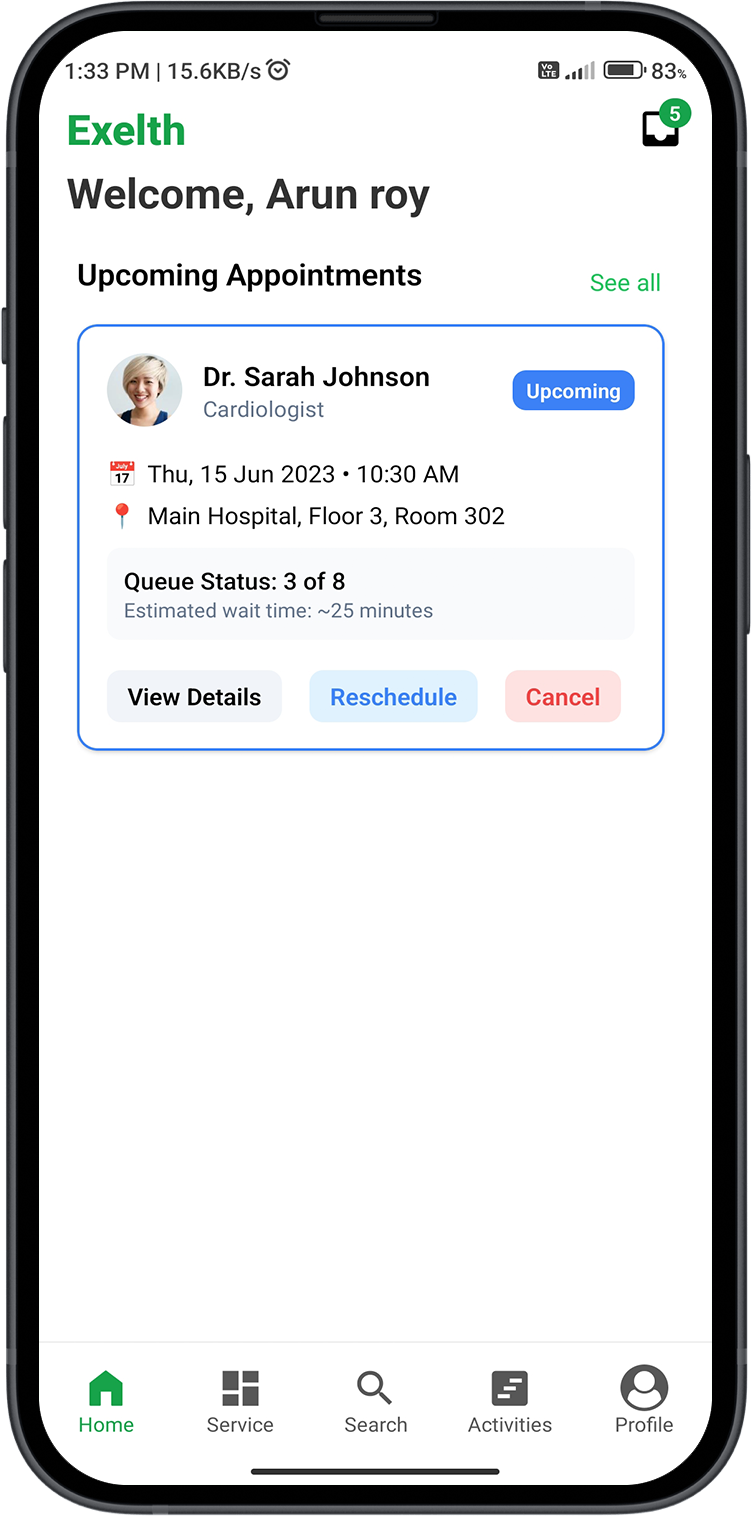 1:33 PM | 15.6KB/s VoLTE 83%
Exelth 5
Welcome, Arun roy
Upcoming Appointments See all
Dr. Sarah Johnson
Cardiologist
Upcoming
July 17 Thu, 15 Jun 2023 • 10:30 AM
Main Hospital, Floor 3, Room 302
Queue Status: 3 of 8
Estimated wait time: ~25 minutes
View Details Reschedule Cancel
Home Service Search Activities Profile